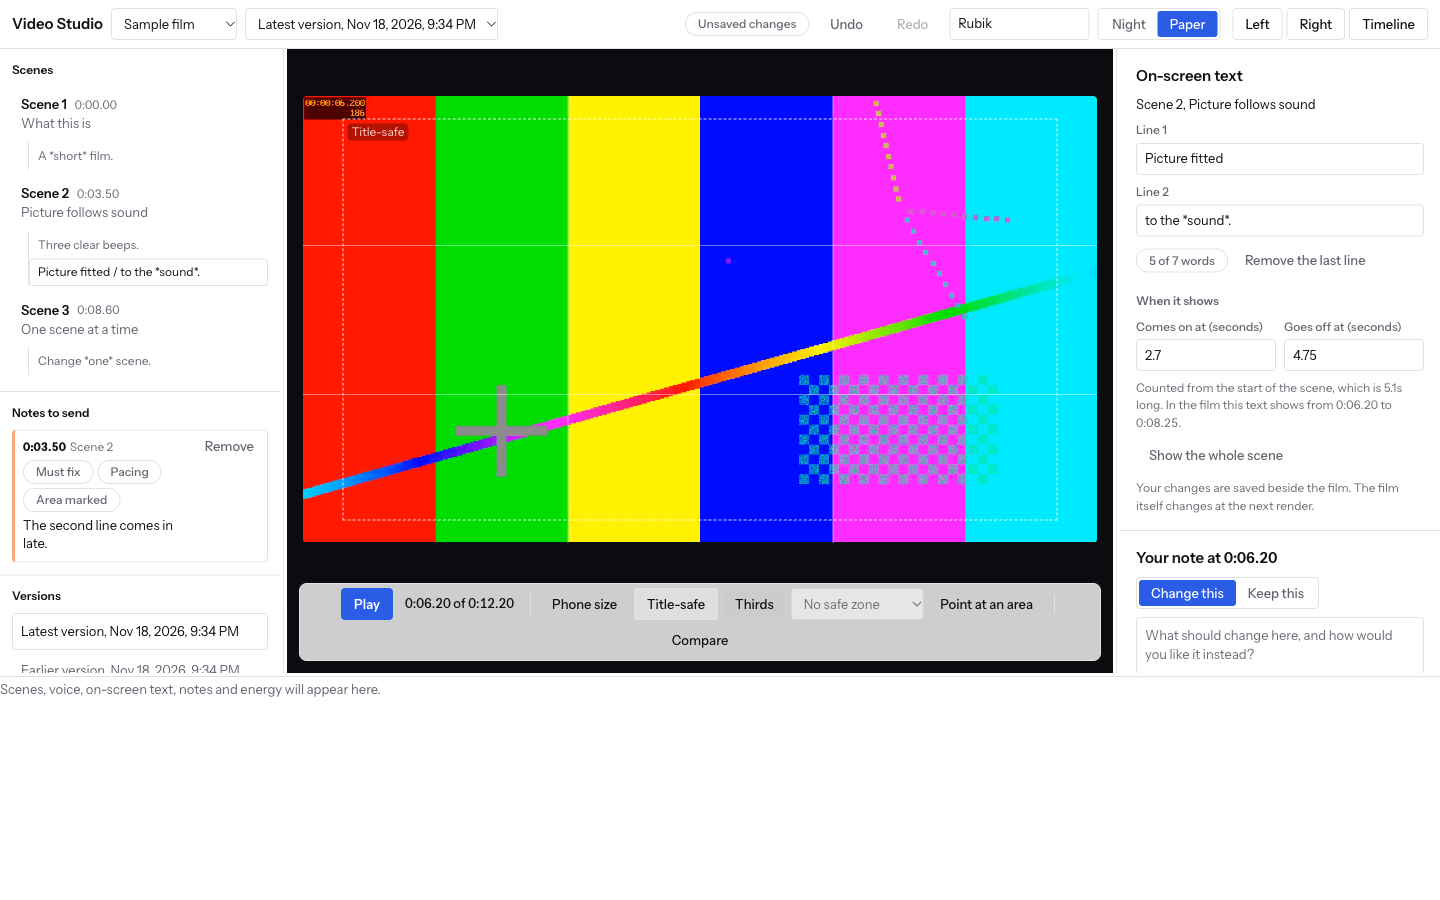 Video Studio
Sample film
Latest version, Nov 18, 2026, 9:34 PM
Unsaved changes
Undo
Redo
Rubik
Night
Paper
Left
Right
Timeline
Scenes
Scene 1 0:00.00
What this is
A *short* film.
Scene 2 0:03.50
Picture follows sound
Three clear beeps.
Picture fitted / to the *sound*.
Scene 3 0:08.60
One scene at a time
Change *one* scene.
Notes to send
0:03.50 Scene 2
Remove
Must fix
Pacing
Area marked
The second line comes in
late.
Versions
Latest version, Nov 18, 2026, 9:34 PM
Earlier version, Nov 18, 2026, 9:34 PM
00:00:06.200
186
Title-safe
Play
0:06.20 of 0:12.20
Phone size
Title-safe
Thirds
No safe zone
Point at an area
Compare
On-screen text
Scene 2, Picture follows sound
Line 1
Picture fitted
Line 2
to the *sound*.
5 of 7 words
Remove the last line
When it shows
Comes on at (seconds)
Goes off at (seconds)
2.7
4.75
Counted from the start of the scene, which is 5.1s
long. In the film this text shows from 0:06.20 to
0:08.25.
Show the whole scene
Your changes are saved beside the film. The film
itself changes at the next render.
Your note at 0:06.20
Change this
Keep this
What should change here, and how would
you like it instead?
Scenes, voice, on-screen text, notes and energy will appear here.